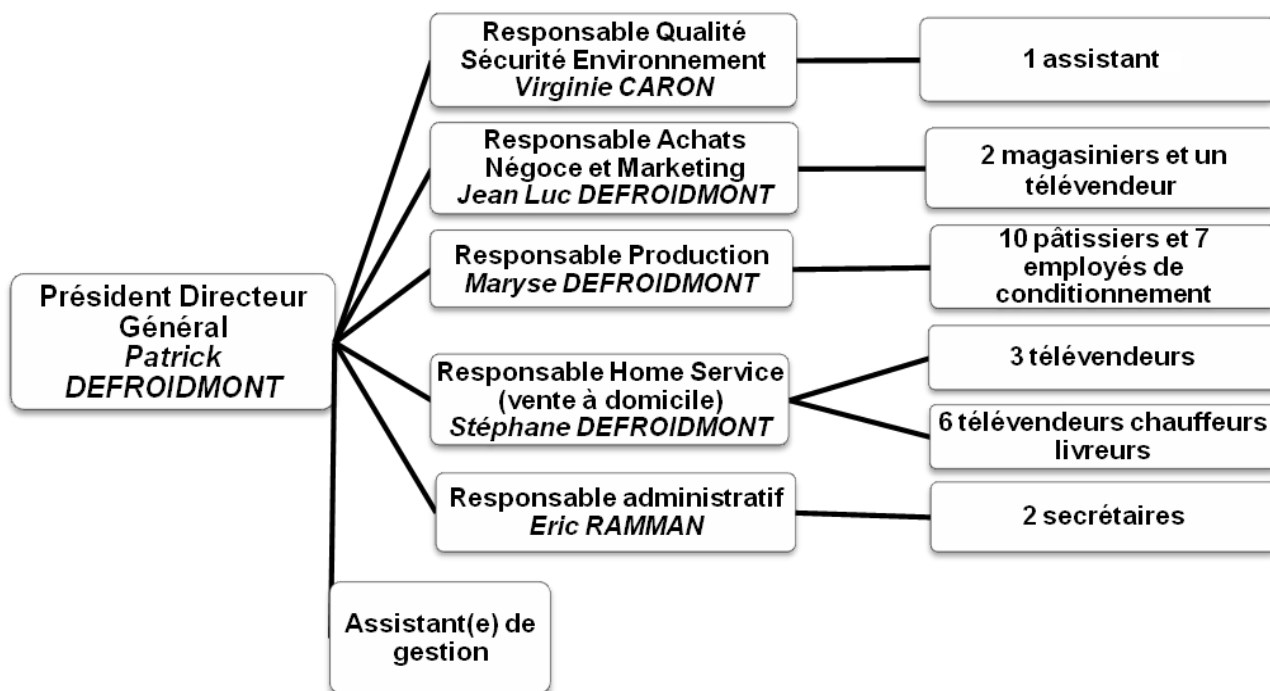 Responsable Qualité
Sécurité Environnement
Virginie CARON
1 assistant
Responsable Achats
Négoce et Marketing
Jean Luc DEFROIDMONT
2 magasiniers et un
télévendeur
Responsable Production
Maryse DEFROIDMONT
10 pâtissiers et 7
employés de
conditionnement
Président Directeur
Général
Patrick
DEFROIDMONT
Responsable Home Service
(vente à domicile)
Stéphane DEFROIDMONT
3 télévendeurs
6 télévendeurs chauffeurs
livreurs
Responsable administratif
Eric RAMMAN
2 secrétaires
Assistant(e) de
gestion